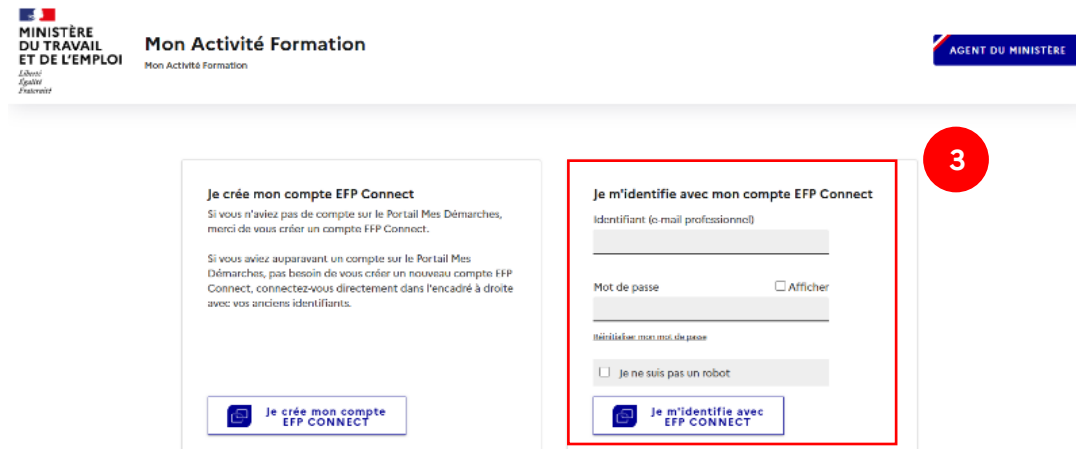 MINISTÈRE
DU TRAVAIL
ET DE L'EMPLOI
Liberté
Égalité
Fraternité
Mon Activité Formation
Mon Activité Formation
AGENT DU MINISTÈRE
3
Je crée mon compte EFP Connect
Si vous n'aviez pas de compte sur le Portail Mes Démarches,
merci de vous créer un compte EFP Connect.
Si vous aviez auparavant un compte sur le Portail Mes
Démarches, pas besoin de vous créer un nouveau compte EFP
Connect, connectez-vous directement dans l'encadré à droite
avec vos anciens identifiants.
Je crée mon compte
EFP CONNECT
Je m'identifie avec mon compte EFP Connect
Identifiant (e-mail professionnel)
Mot de passe
Afficher
Réinitialiser mon mot de passe
Je ne suis pas un robot
Je m'identifie avec
EFP CONNECT